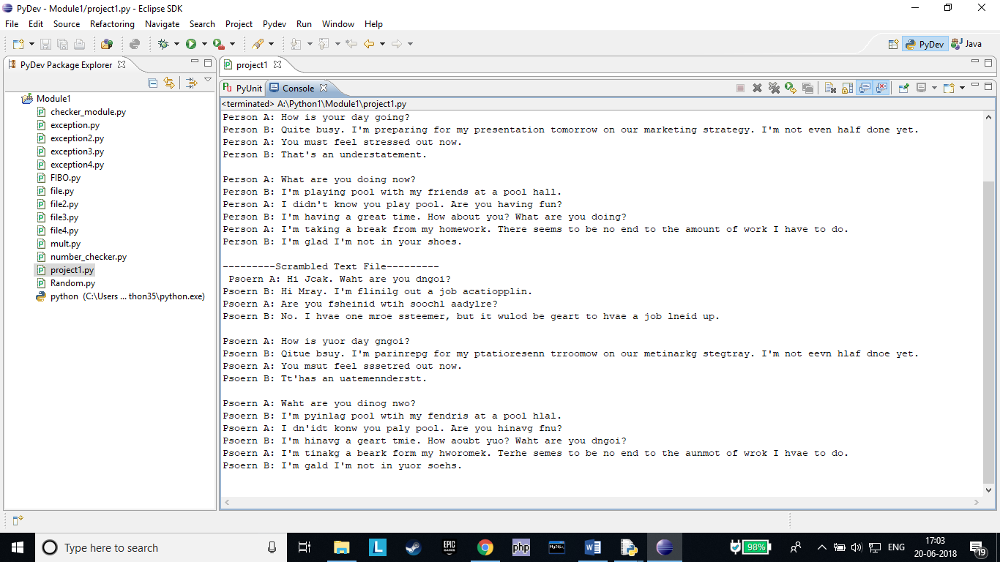 PyDev - Module1/project1.py - Eclipse SDK
File Edit Source Refactoring Navigate Search Project Pydev Run Window Help
PyDev Java
PyDev Package Explorer
Module1
checker_module.py
exception.py
exception2.py
exception3.py
exception4.py
FIBO.py
file.py
file2.py
file3.py
file4.py
mult.py
number_checker.py
project1.py
Random.py
python (C:\Users ... thon35\python.exe)
project1
PyUnit Console
<terminated> A:\Python1\Module1\project1.py
Person A: How is your day going?
Person B: Quite busy. I'm preparing for my presentation tomorrow on our marketing strategy. I'm not even half done yet.
Person A: You must feel stressed out now.
Person B: That's an understatement.
Person A: What are you doing now?
Person B: I'm playing pool with my friends at a pool hall.
Person A: I didn't know you play pool. Are you having fun?
Person B: I'm having a great time. How about you? What are you doing?
Person A: I'm taking a break from my homework. There seems to be no end to the amount of work I have to do.
Person B: I'm glad I'm not in your shoes.
---------Scrambled Text File---------
Psoern A: Hi Jcak. Waht are you dngoi?
Psoern B: Hi Mray. I'm flinilg out a job acatiopplin.
Psoern A: Are you fsheinid wtih soochl aadylre?
Psoern B: No. I hvae one mroe ssteemer, but it wulod be geart to hvae a job lneid up.
Psoern A: How is yuor day gngoi?
Psoern B: Qitue bsuy. I'm parinrepg for my ptatioresenn trroomow on our metinarkg stegtray. I'm not eevn hlaf dnoe yet.
Psoern A: You msut feel sssetred out now.
Psoern B: Tt'has an uatemennderstt.
Psoern A: Waht are you dinog nwo?
Psoern B: I'm pyinlag pool wtih my fendris at a pool hlal.
Psoern A: I dn'idt konw you paly pool. Are you hinavg fnu?
Psoern B: I'm hinavg a geart tmie. How aoubt yuo? Waht are you dngoi?
Psoern A: I'm tinakg a beark form my hworomek. Terhe semes to be no end to the aunmot of wrok I hvae to do.
Psoern B: I'm gald I'm not in yuor soehs.
Type here to search
EPIC GAMES
php
MySQL
98%
ENG
17:03
20-06-2018
19